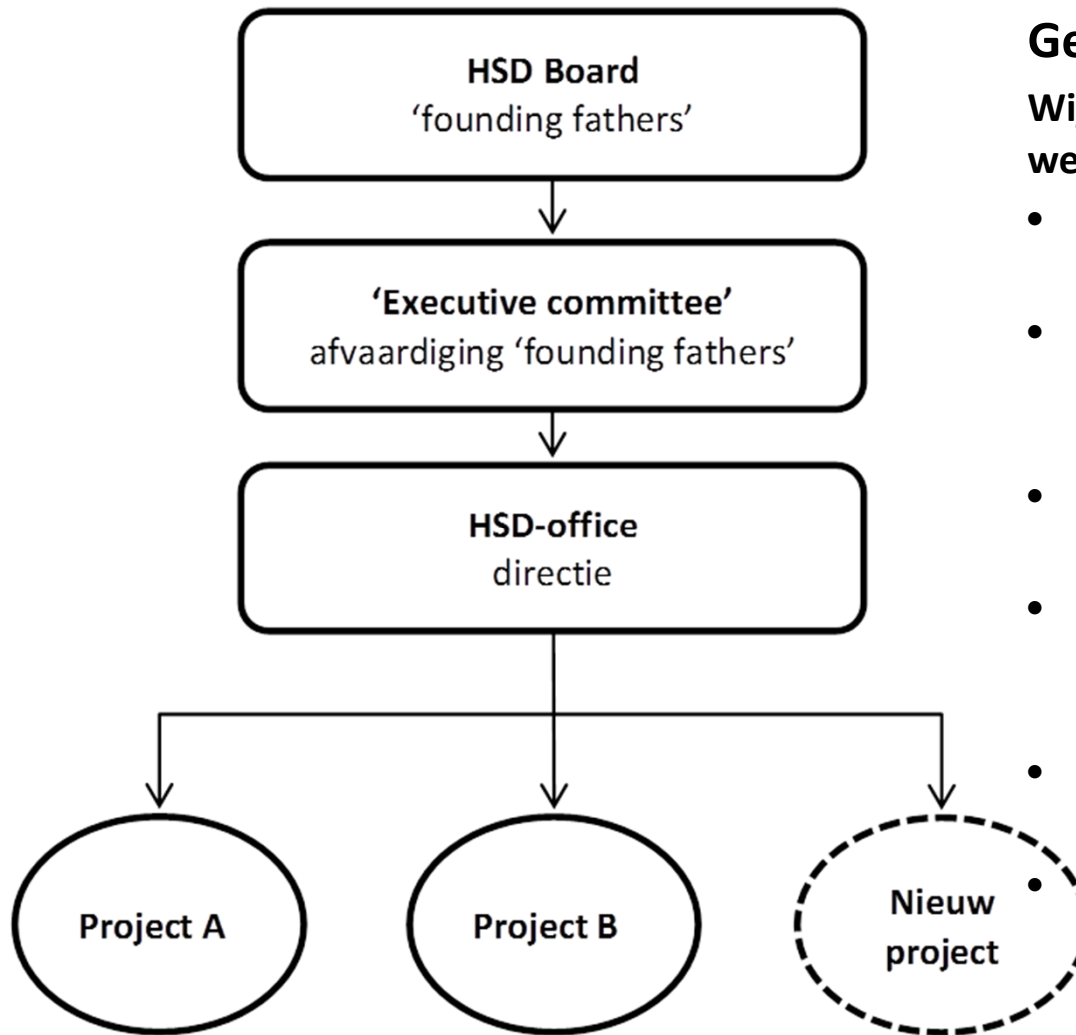 HSD Board
‘founding fathers’
‘Executive committee’
afvaardiging ‘founding fathers’
HSD-office
directie
Project A
Project B
Nieuw
project